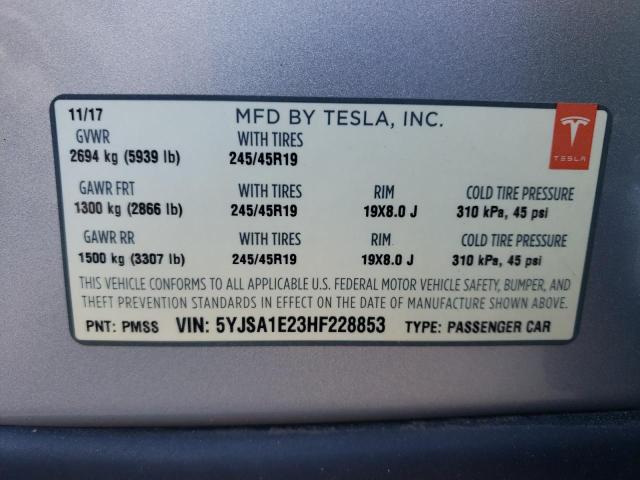 11/17 MFD BY TESLA, INC.
GVWR WITH TIRES
2694 kg (5939 lb) 245/45R19
TESLA
GAWR FRT WITH TIRES RIM COLD TIRE PRESSURE
1300 kg (2866 lb) 245/45R19 19X8.0 J 310 kPa, 45 psi
GAWR RR WITH TIRES RIM COLD TIRE PRESSURE
1500 kg (3307 lb) 245/45R19 19X8.0 J 310 kPa, 45 psi
THIS VEHICLE CONFORMS TO ALL APPLICABLE U.S. FEDERAL MOTOR VEHICLE SAFETY, BUMPER, AND
THEFT PREVENTION STANDARDS IN EFFECT ON THE DATE OF MANUFACTURE SHOWN ABOVE.
PNT: PMSS VIN: 5YJSA1E23HF228853 TYPE: PASSENGER CAR